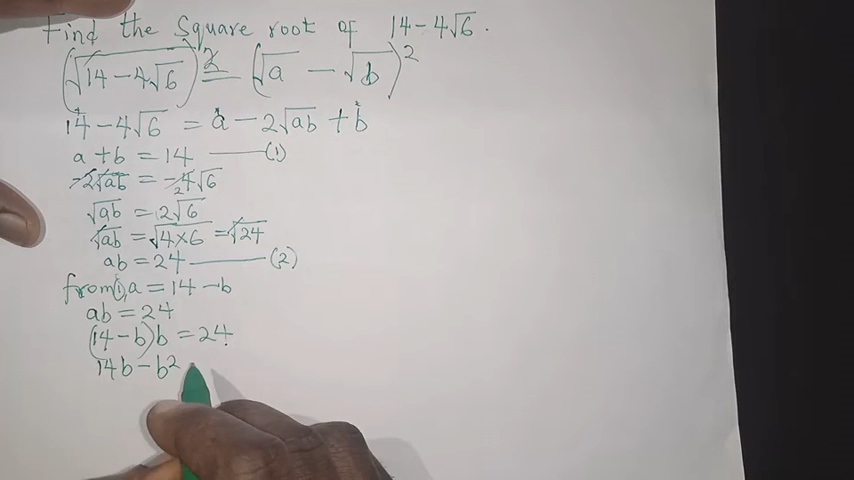 Find the Square root of 14-4√6.
(√(14-4√6))² = (√a - √b)²
14-4√6 = a - 2√ab + b
a+b = 14 —— (1)
-2√ab = -4√6
2
√ab = 2√6
√ab = √4×6 = √24
ab = 24 —— (2)
from (1), a = 14 - b
ab = 24
(14-b)b = 24.
14b - b²